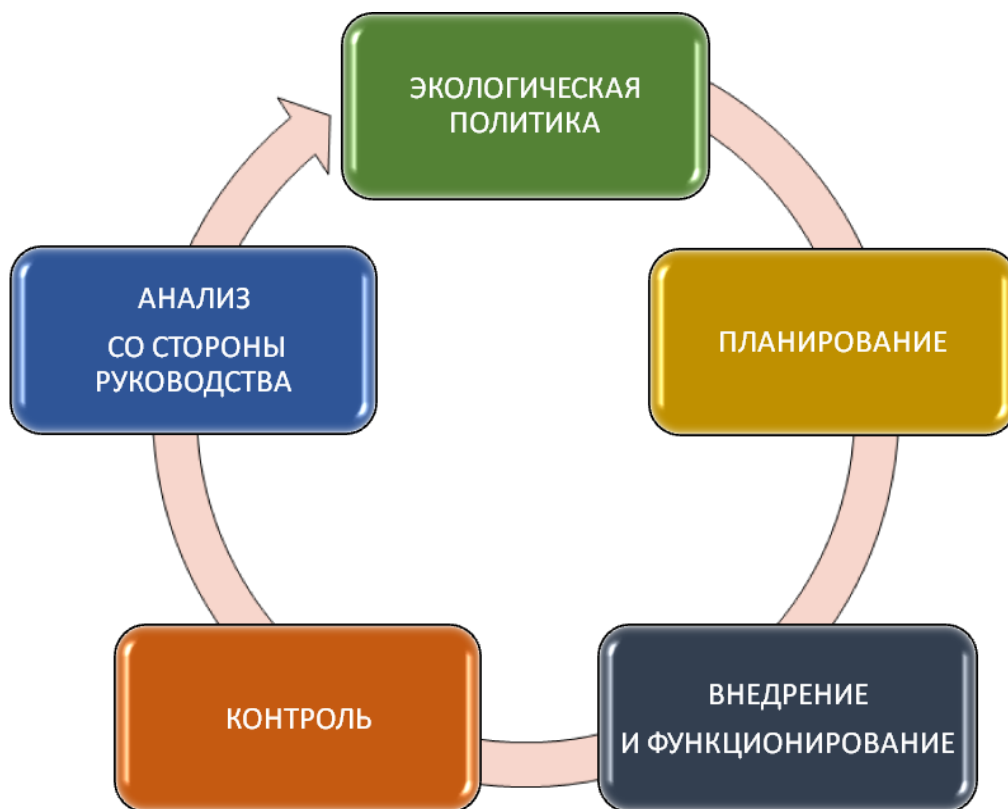 ЭКОЛОГИЧЕСКАЯ
ПОЛИТИКА
ПЛАНИРОВАНИЕ
ВНЕДРЕНИЕ
И ФУНКЦИОНИРОВАНИЕ
КОНТРОЛЬ
АНАЛИЗ
СО СТОРОНЫ
РУКОВОДСТВА